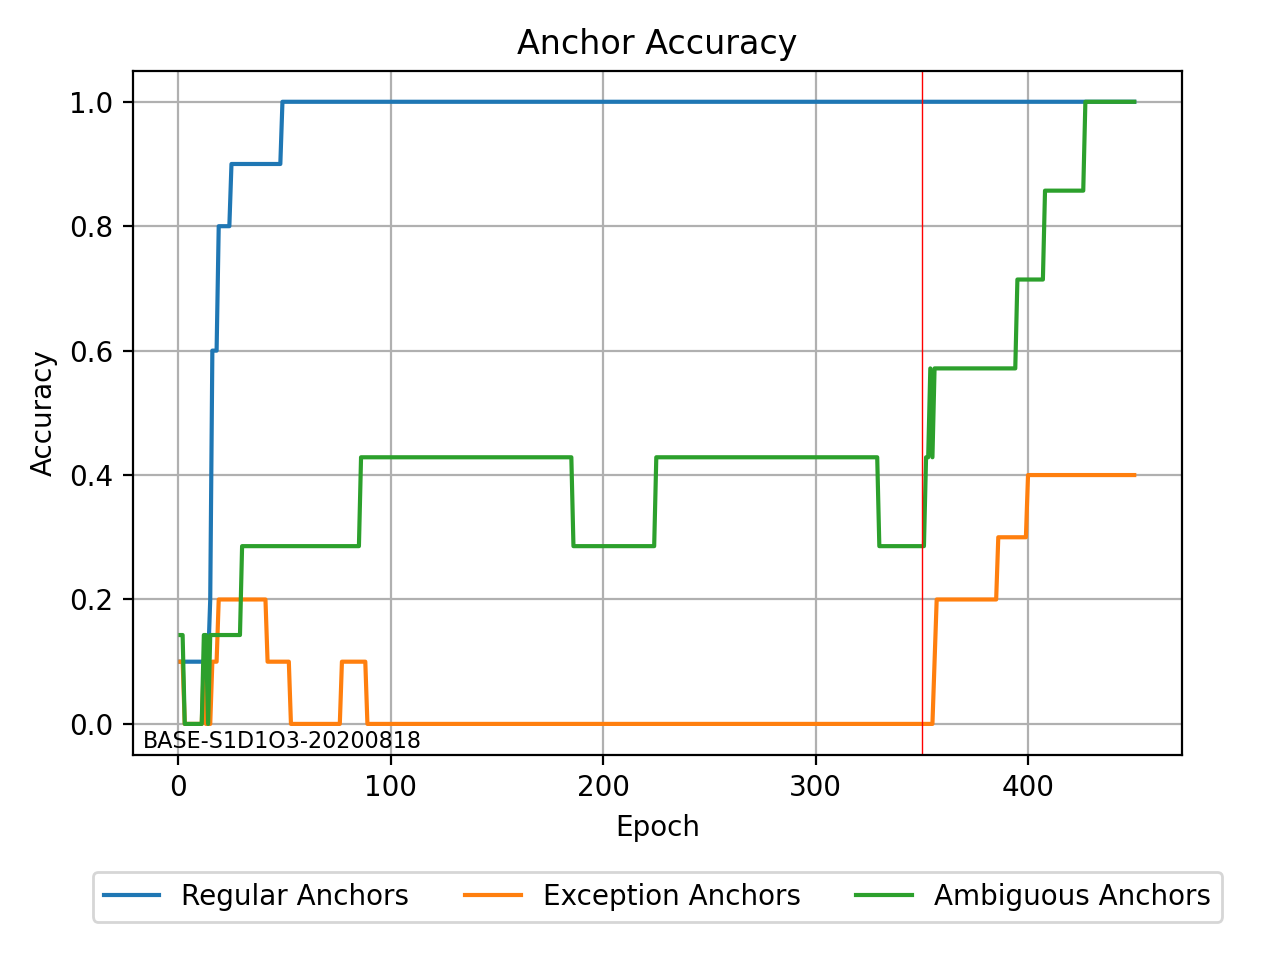 Anchor Accuracy
1.0
0.8
0.6
0.4
0.2
0.0
Accuracy
BASE-S1D1O3-20200818
0 100 200 300 400
Epoch
Regular Anchors Exception Anchors Ambiguous Anchors